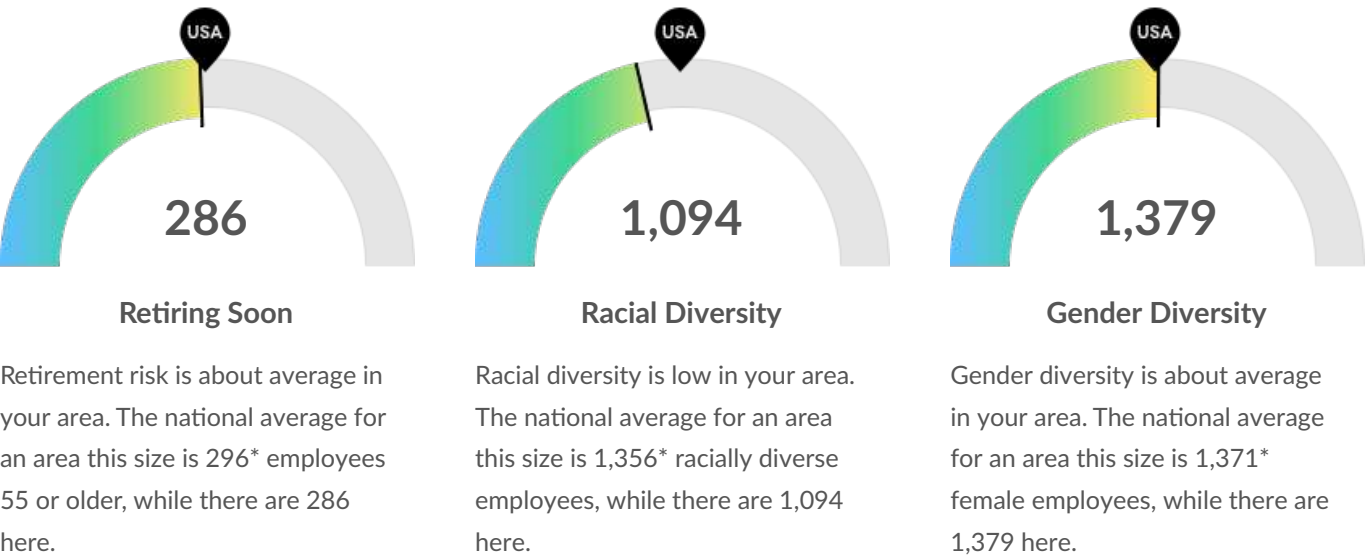 USA
286
Retiring Soon
Retirement risk is about average in
your area. The national average for
an area this size is 296* employees
55 or older, while there are 286
here.
USA
1,094
Racial Diversity
Racial diversity is low in your area.
The national average for an area
this size is 1,356* racially diverse
employees, while there are 1,094
here.
USA
1,379
Gender Diversity
Gender diversity is about average
in your area. The national average
for an area this size is 1,371*
female employees, while there are
1,379 here.